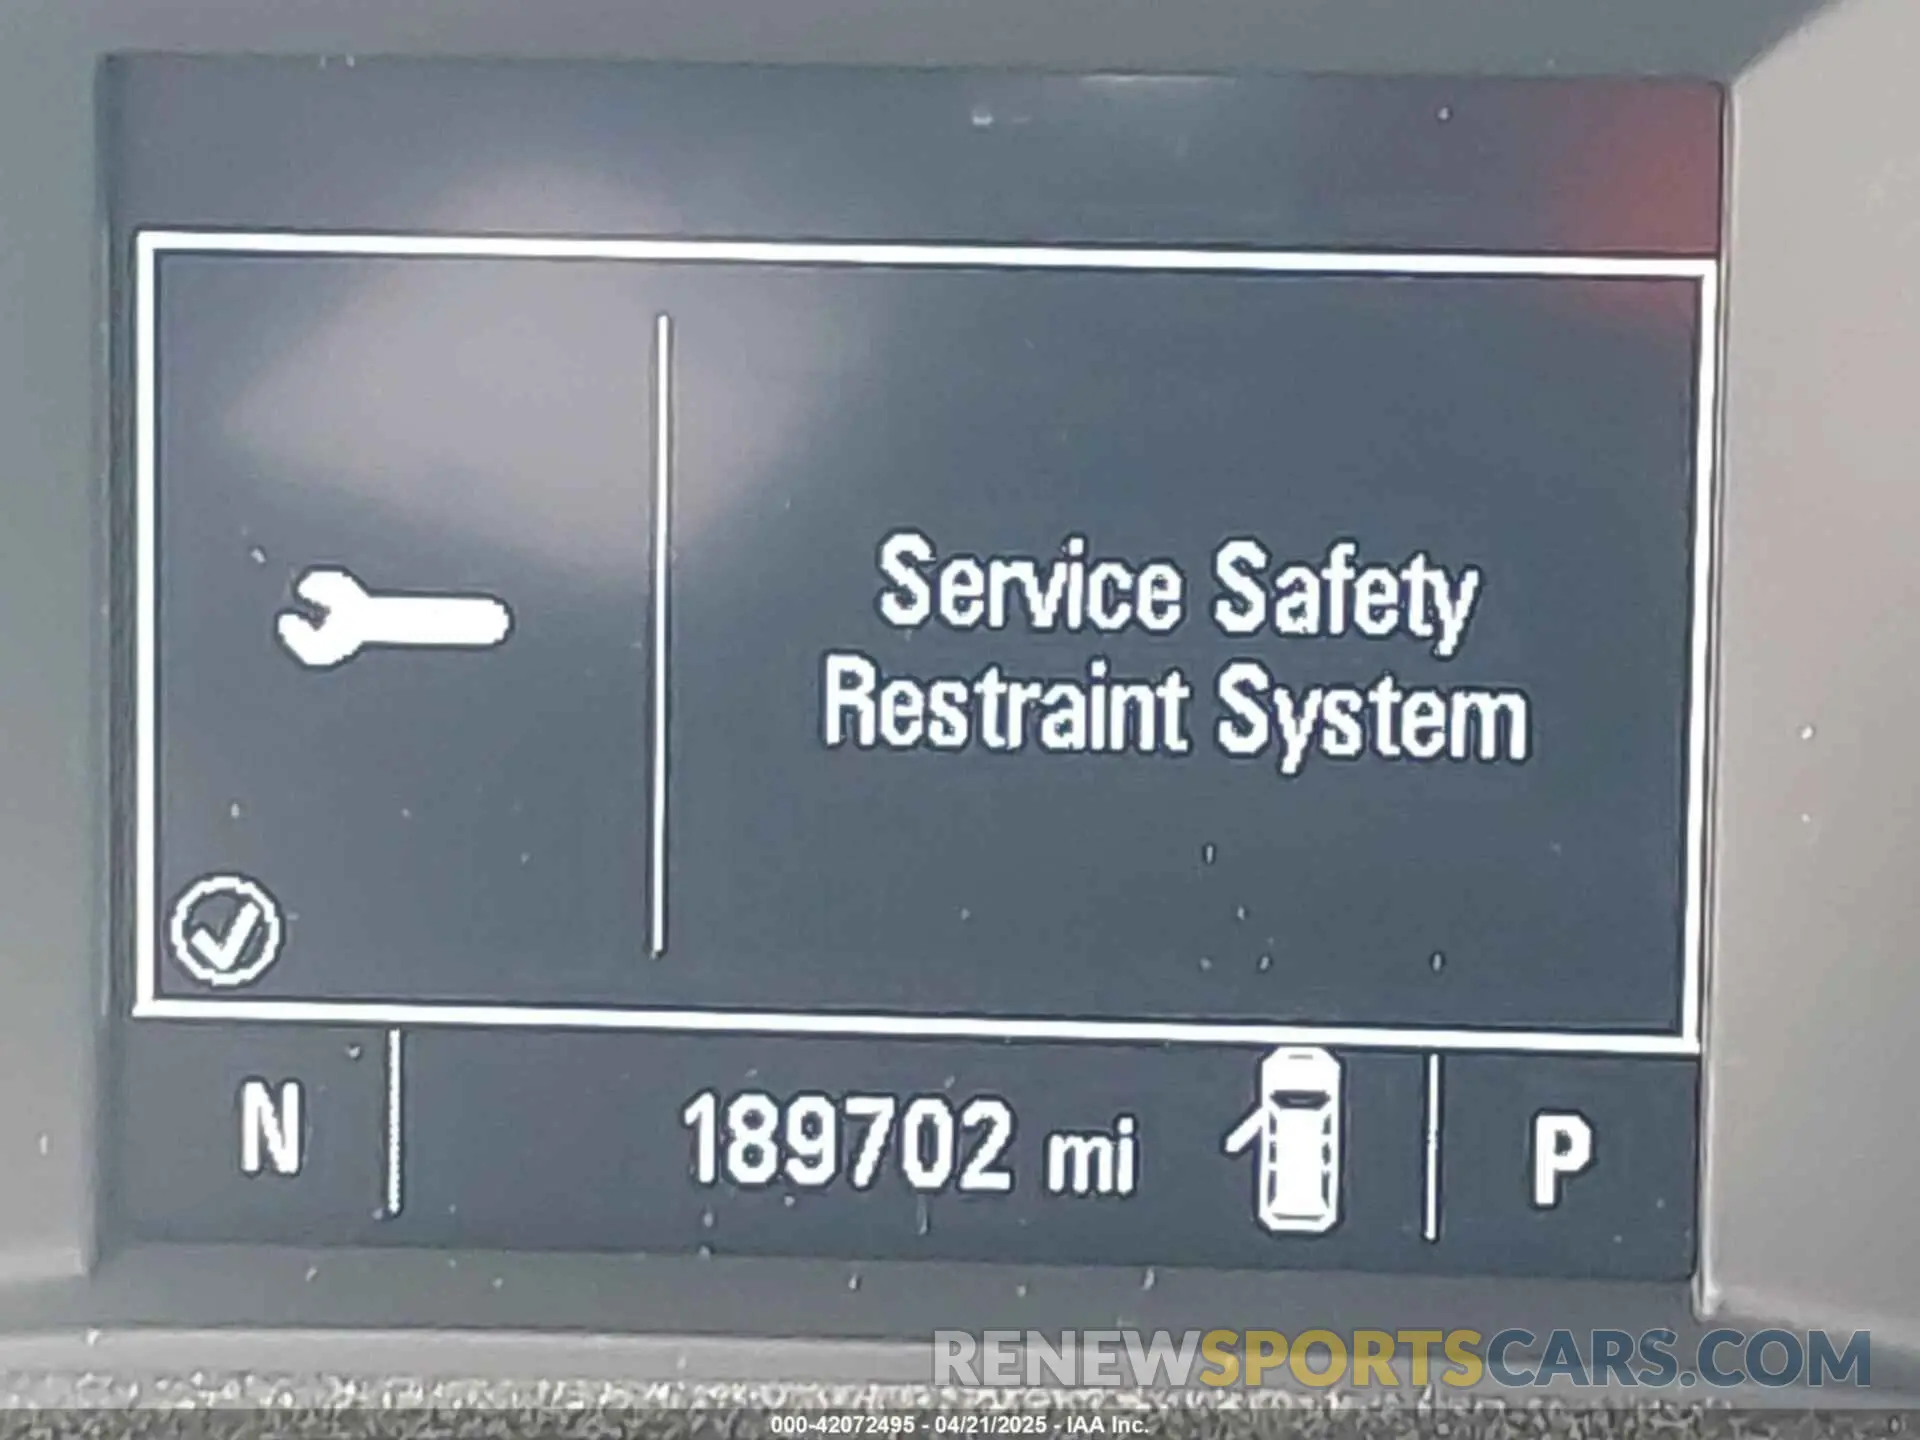 Service Safety
Restraint System
N 189702 mi P
RENEWSPORTSCARS.COM
000-42072495 - 04/21/2025 - IAA Inc.